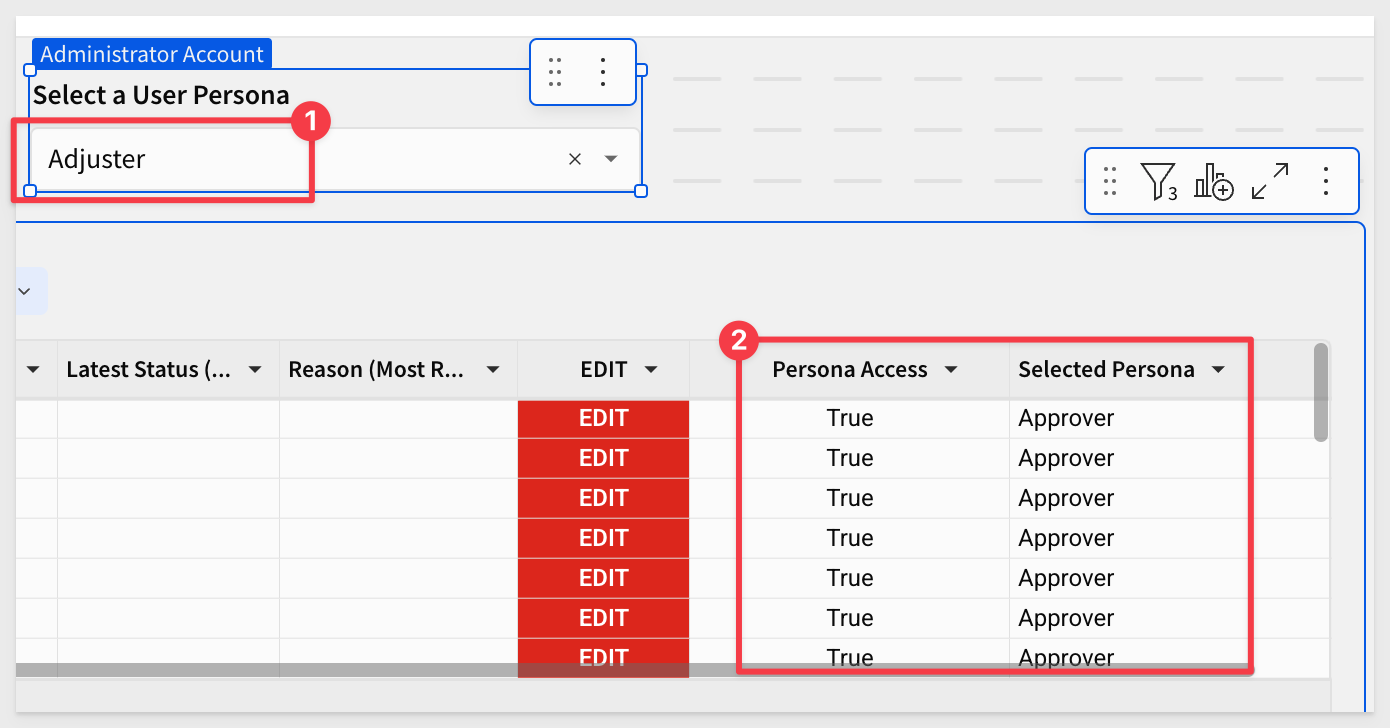 Administrator Account
Select a User Persona
1
Adjuster
3
2
Latest Status (... Reason (Most R... EDIT Persona Access Selected Persona
EDIT True Approver
EDIT True Approver
EDIT True Approver
EDIT True Approver
EDIT True Approver
EDIT True Approver
EDIT True Approver